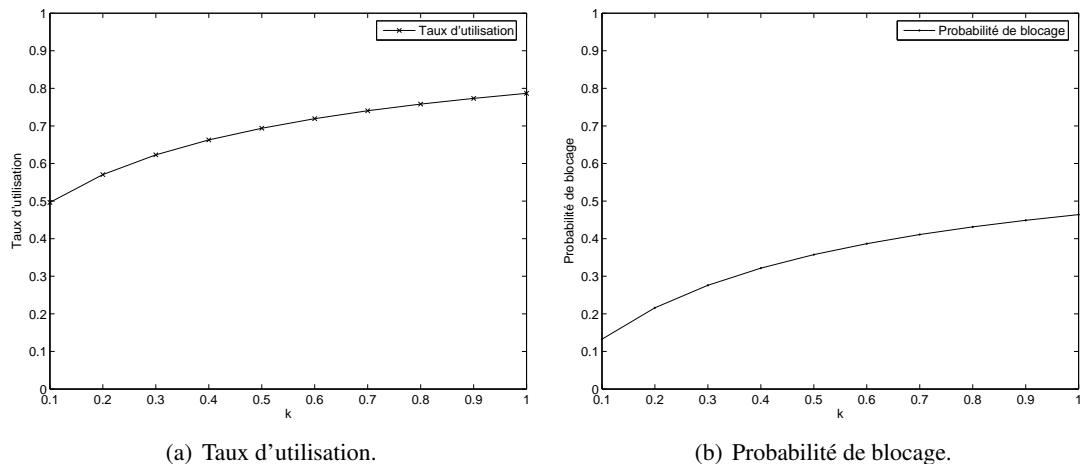 Taux d'utilisation
1
0.9
0.8
0.7
0.6
0.5
0.4
0.3
0.2
0.1
0
Taux d'utilisation
0.1 0.2 0.3 0.4 0.5 0.6 0.7 0.8 0.9 1
k
(a) Taux d'utilisation.
Probabilité de blocage
1
0.9
0.8
0.7
0.6
0.5
0.4
0.3
0.2
0.1
0
Probabilité de blocage
0.1 0.2 0.3 0.4 0.5 0.6 0.7 0.8 0.9 1
k
(b) Probabilité de blocage.